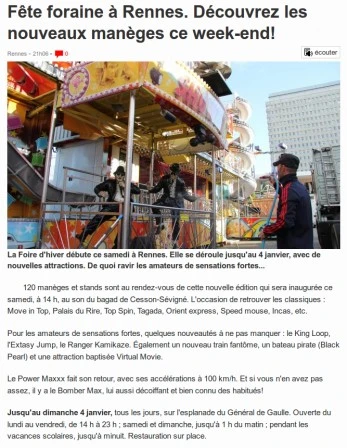 Fête foraine à Rennes. Découvrez les
nouveaux manèges ce week-end!
Rennes - 21h06 - 0
écouter
La Foire d'hiver débute ce samedi à Rennes. Elle se déroule jusqu'au 4 janvier, avec de
nouvelles attractions. De quoi ravir les amateurs de sensations fortes...
120 manèges et stands sont au rendez-vous de cette nouvelle édition qui sera inaugurée ce
samedi, à 14 h, au son du bagad de Cesson-Sévigné. L'occasion de retrouver les classiques :
Move in Top, Palais du Rire, Top Spin, Tagada, Orient express, Speed mouse, Incas, etc.
Pour les amateurs de sensations fortes, quelques nouveautés à ne pas manquer : le King Loop,
l'Extasy Jump, le Ranger Kamikaze. Également un nouveau train fantôme, un bateau pirate (Black
Pearl) et une attraction baptisée Virtual Movie.
Le Power Maxxx fait son retour, avec ses accélérations à 100 km/h. Et si vous n'en avez pas
assez, il y a le Bomber Max, lui aussi décoiffant et bien connu des habitués!
Jusqu'au dimanche 4 janvier, tous les jours, sur l'esplanade du Général de Gaulle. Ouverte du
lundi au vendredi, de 14 h à 23 h ; samedi et dimanche, jusqu'à 1 h du matin ; pendant les
vacances scolaires, jusqu'à minuit. Restauration sur place.